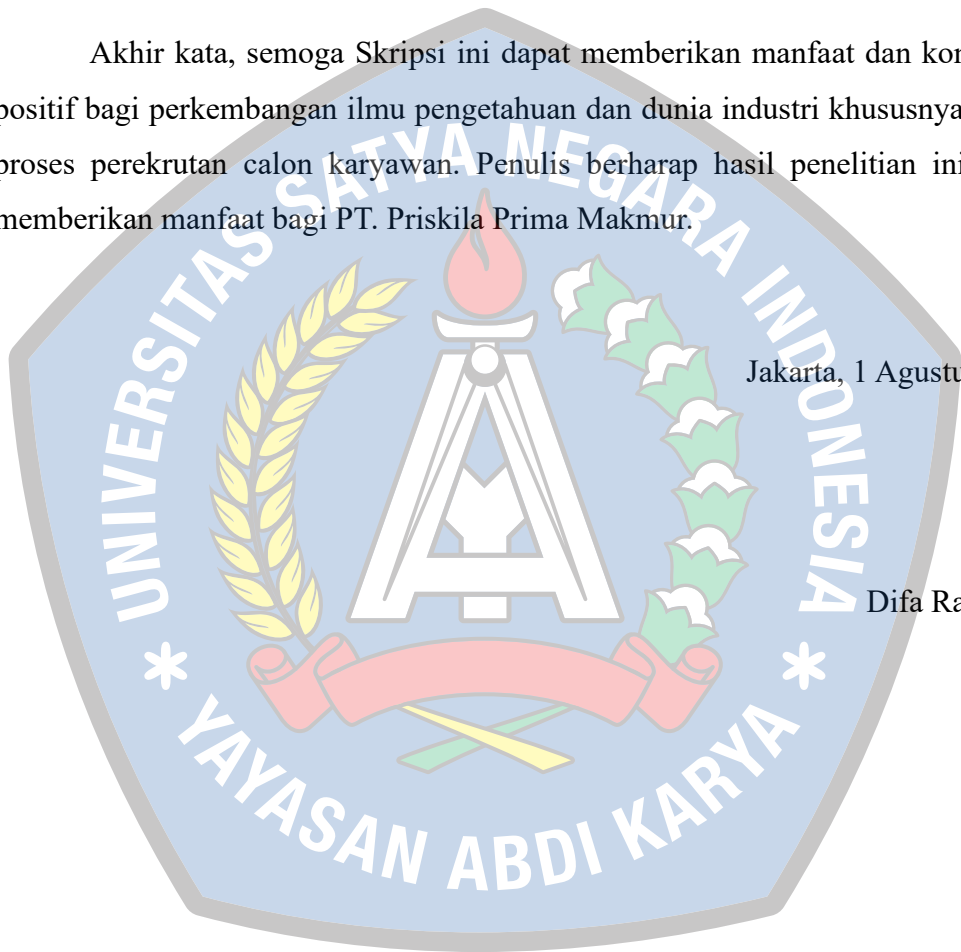 Akhir kata, semoga Skripsi ini dapat memberikan manfaat dan kon
positif bagi perkembangan ilmu pengetahuan dan dunia industri khususnya
proses perekrutan calon karyawan. Penulis berharap hasil penelitian ini
memberikan manfaat bagi PT. Priskila Prima Makmur.
Jakarta, 1 Agustu
Difa Ra
UNIVERSITAS SATYA NEGARA INDONESIA
* YAYASAN ABDI KARYA *